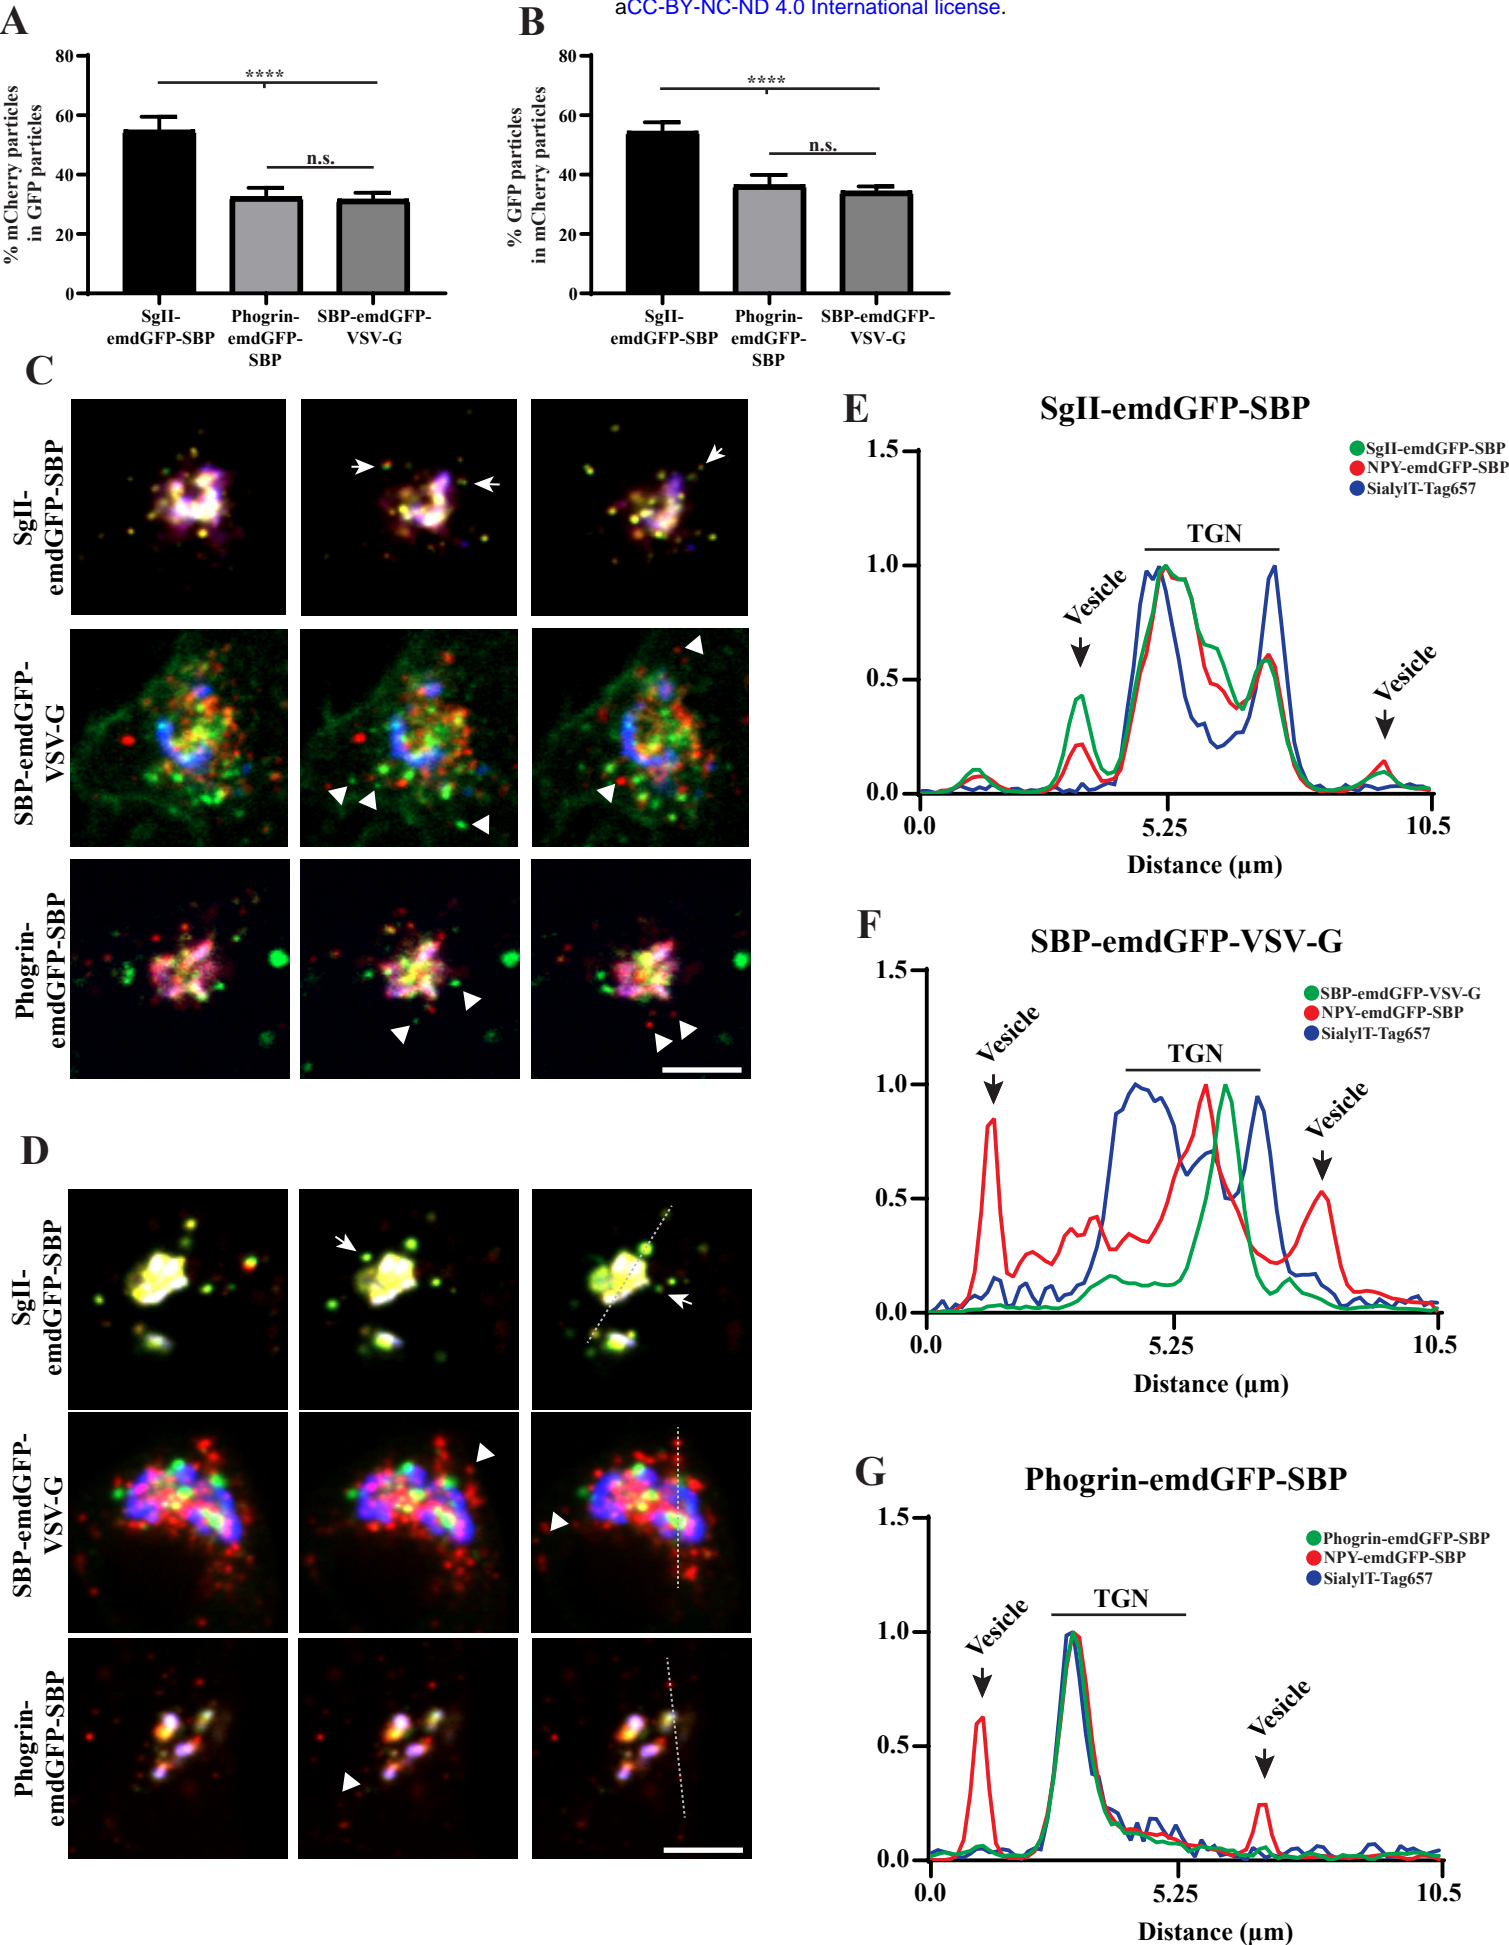 aCC-BY-NC-ND 4.0 International license.
A
80
60
40
20
0
% mCherry particles
in GFP particles
****
n.s.
SgII-
emdGFP-SBP
Phogrin-
emdGFP-
SBP
SBP-emdGFP-
VSV-G
B
80
60
40
20
0
% GFP particles
in mCherry particles
****
n.s.
SgII-
emdGFP-SBP
Phogrin-
emdGFP-
SBP
SBP-emdGFP-
VSV-G
C
SgII-
emdGFP-SBP
SBP-emdGFP-
VSV-G
Phogrin-
emdGFP-SBP
D
SgII-
emdGFP-SBP
SBP-emdGFP-
VSV-G
Phogrin-
emdGFP-SBP
E
SgII-emdGFP-SBP
SgII-emdGFP-SBP
NPY-emdGFP-SBP
SialylT-Tag657
1.5
1.0
0.5
0.0
Vesicle
TGN
Vesicle
0.0
5.25
10.5
Distance (µm)
F
SBP-emdGFP-VSV-G
SBP-emdGFP-VSV-G
NPY-emdGFP-SBP
SialylT-Tag657
1.5
1.0
0.5
0.0
Vesicle
TGN
Vesicle
0.0
5.25
10.5
Distance (µm)
G
Phogrin-emdGFP-SBP
Phogrin-emdGFP-SBP
NPY-emdGFP-SBP
SialylT-Tag657
1.5
1.0
0.5
0.0
Vesicle
TGN
Vesicle
0.0
5.25
10.5
Distance (µm)